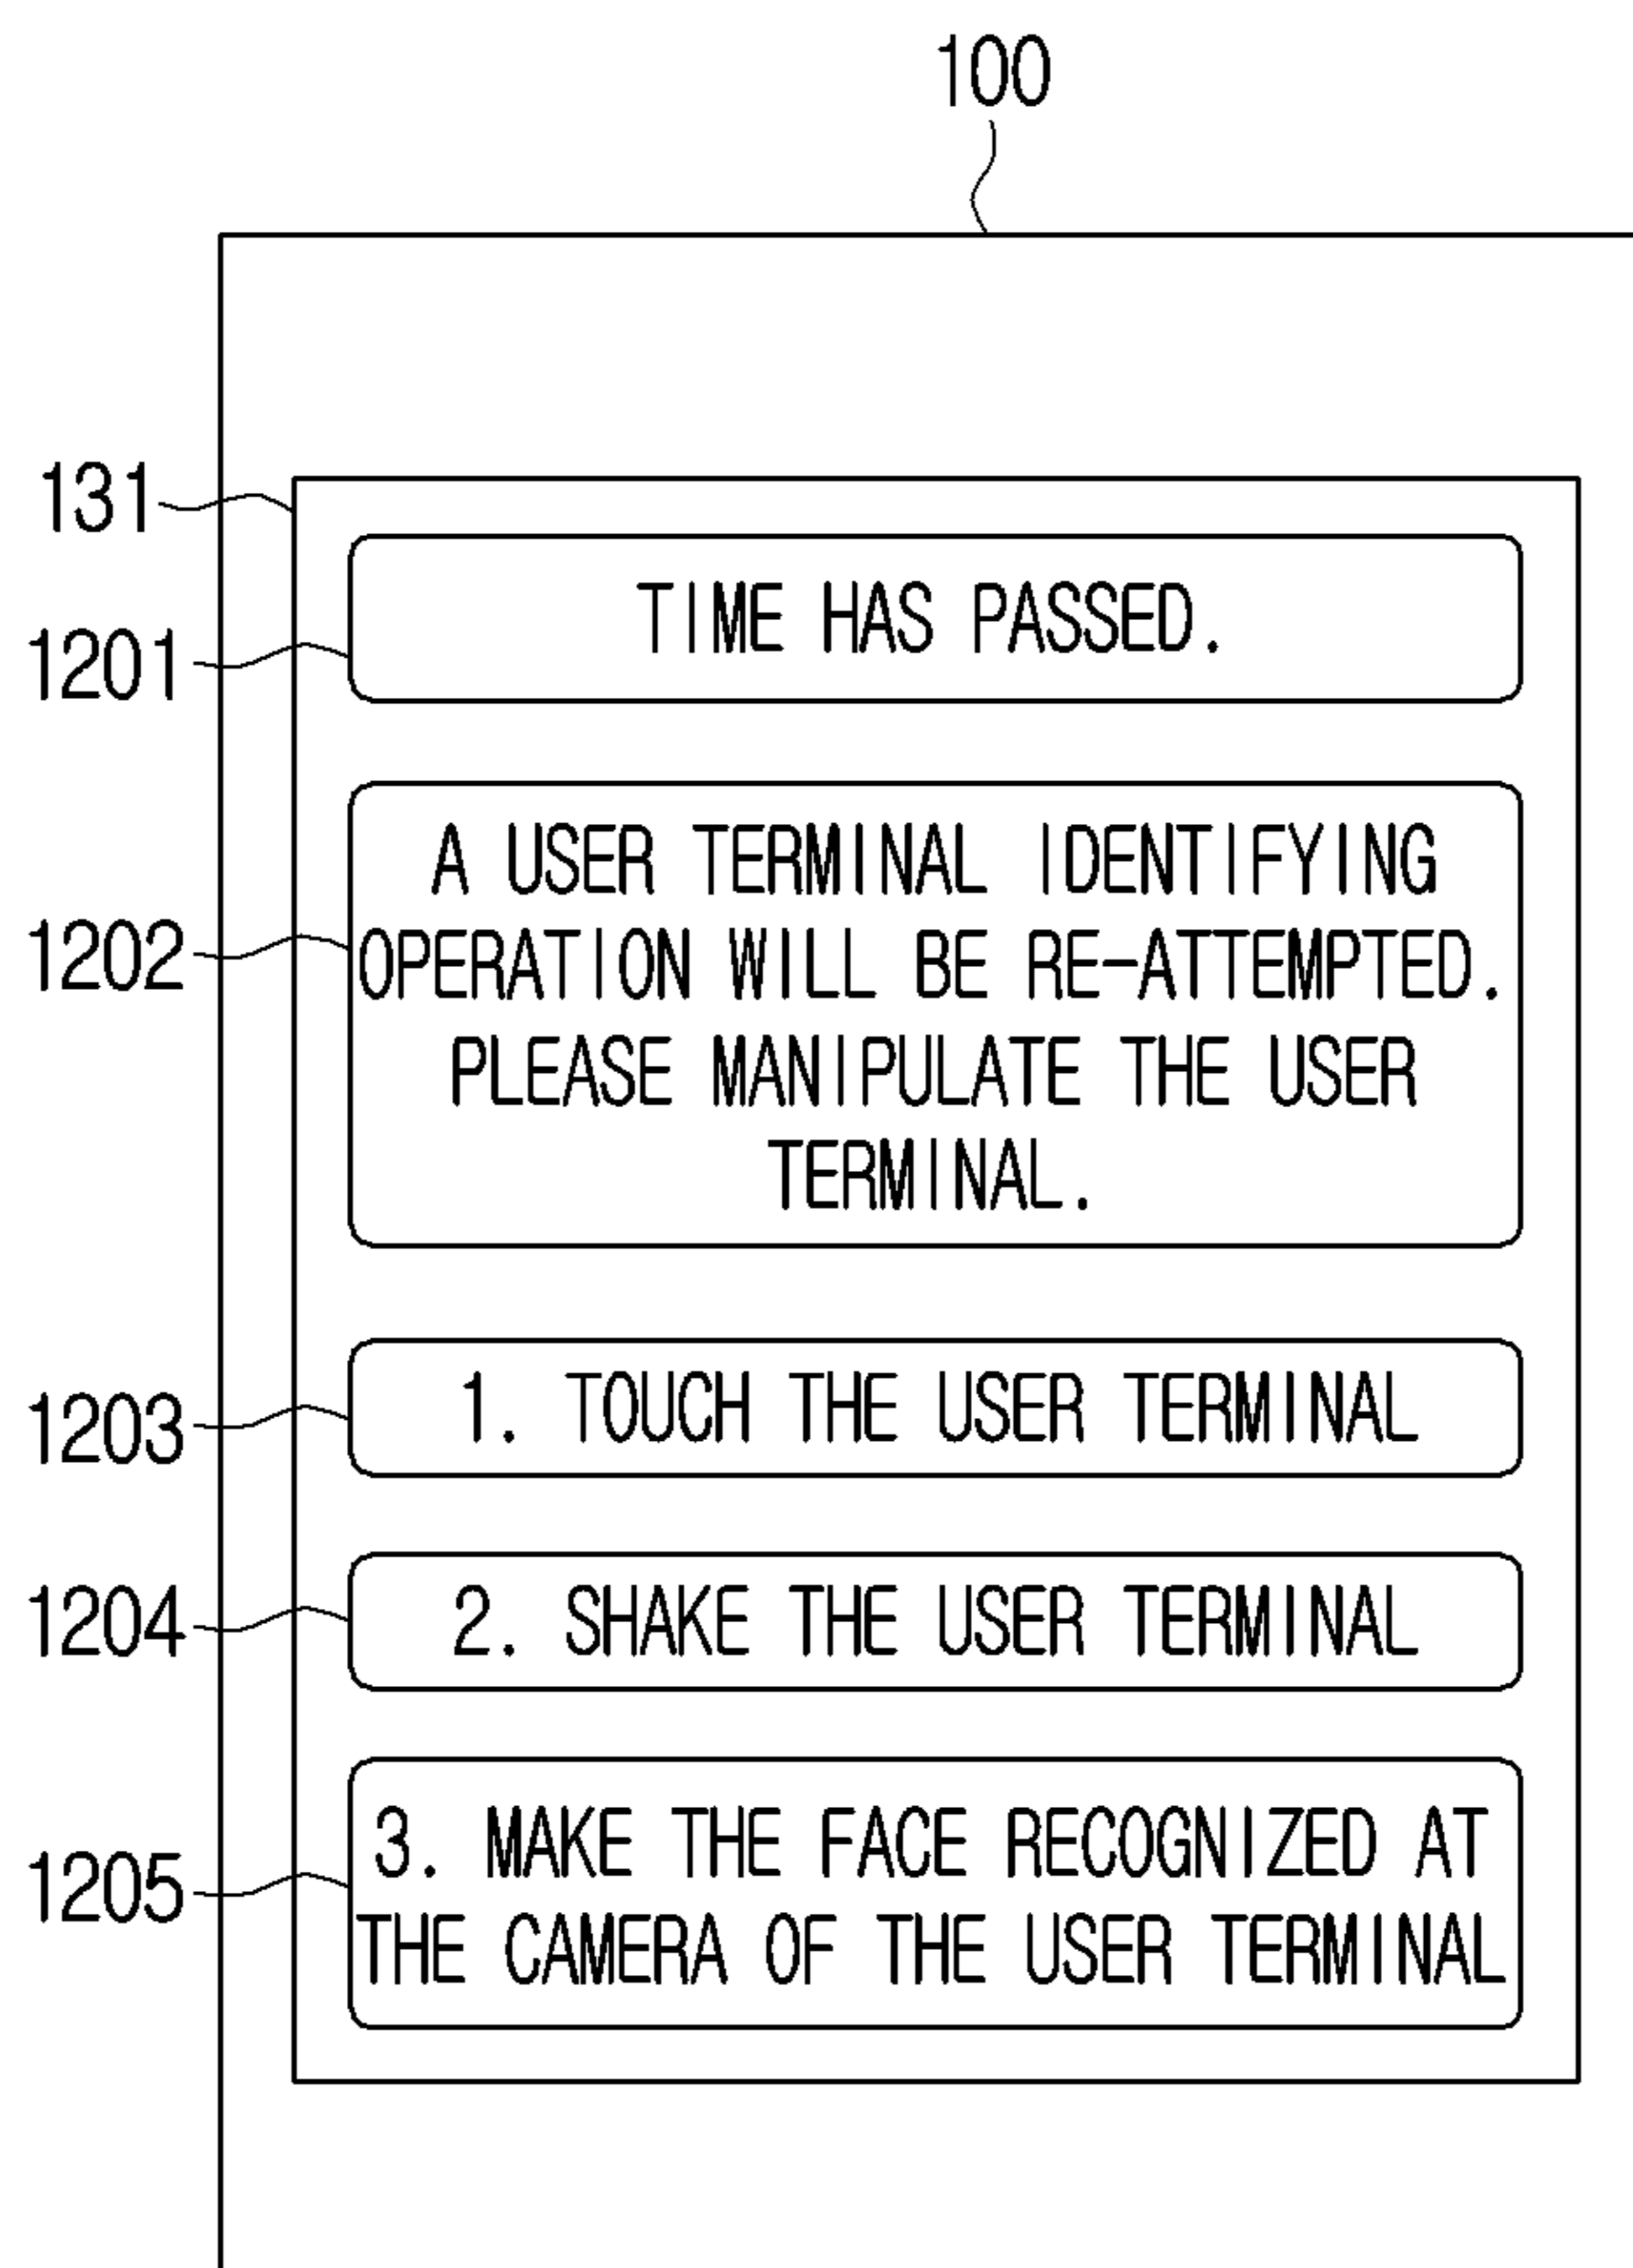 100
131
TIME HAS PASSED.
1201
A USER TERMINAL IDENTIFYING
1202
OPERATION WILL BE RE-ATTEMPTED.
PLEASE MANIPULATE THE USER
TERMINAL.
1203
1. TOUCH THE USER TERMINAL
1204
2. SHAKE THE USER TERMINAL
1205
3. MAKE THE FACE RECOGNIZED AT
THE CAMERA OF THE USER TERMINAL